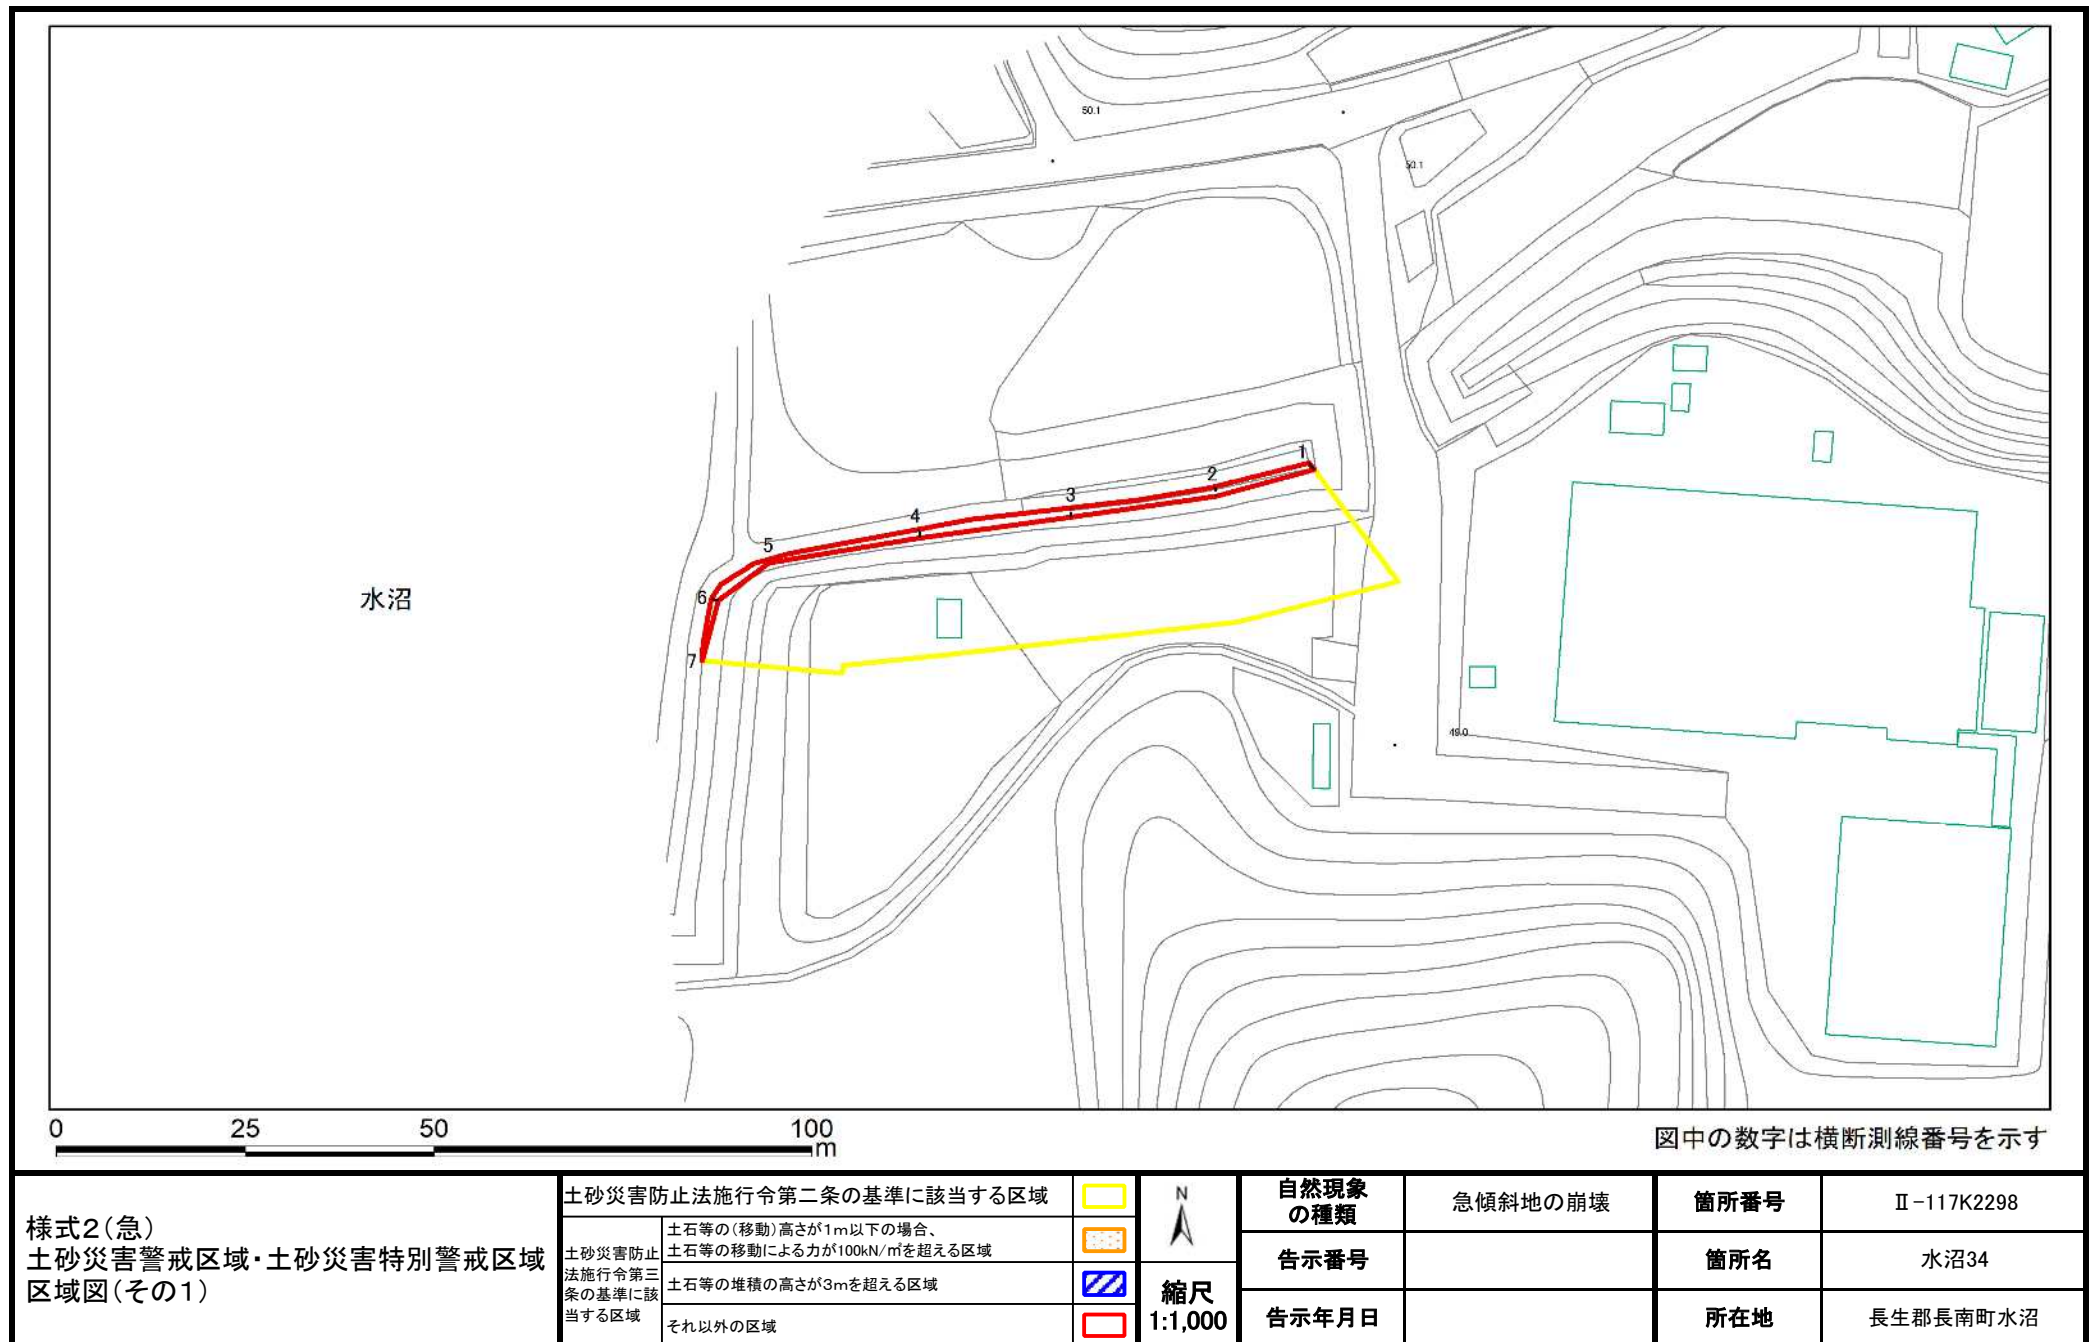 50.1
50.1
1
2
3
4
5
6
7
水沼
49.0
0 25 50 100
m
図中の数字は横断測線番号を示す
様式2(急)
土砂災害警戒区域・土砂災害特別警戒区域
区域図(その1)
土砂災害防止法施行令第二条の基準に該当する区域
土砂災害防止
法施行令第三
条の基準に該
当する区域
土石等の(移動)高さが1m以下の場合、
土石等の移動による力が100kN/㎡を超える区域
土石等の堆積の高さが3mを超える区域
それ以外の区域
N
縮尺
1:1,000
自然現象
の種類
急傾斜地の崩壊
箇所番号
Ⅱ-117K2298
告示番号
箇所名
水沼34
告示年月日
所在地
長生郡長南町水沼